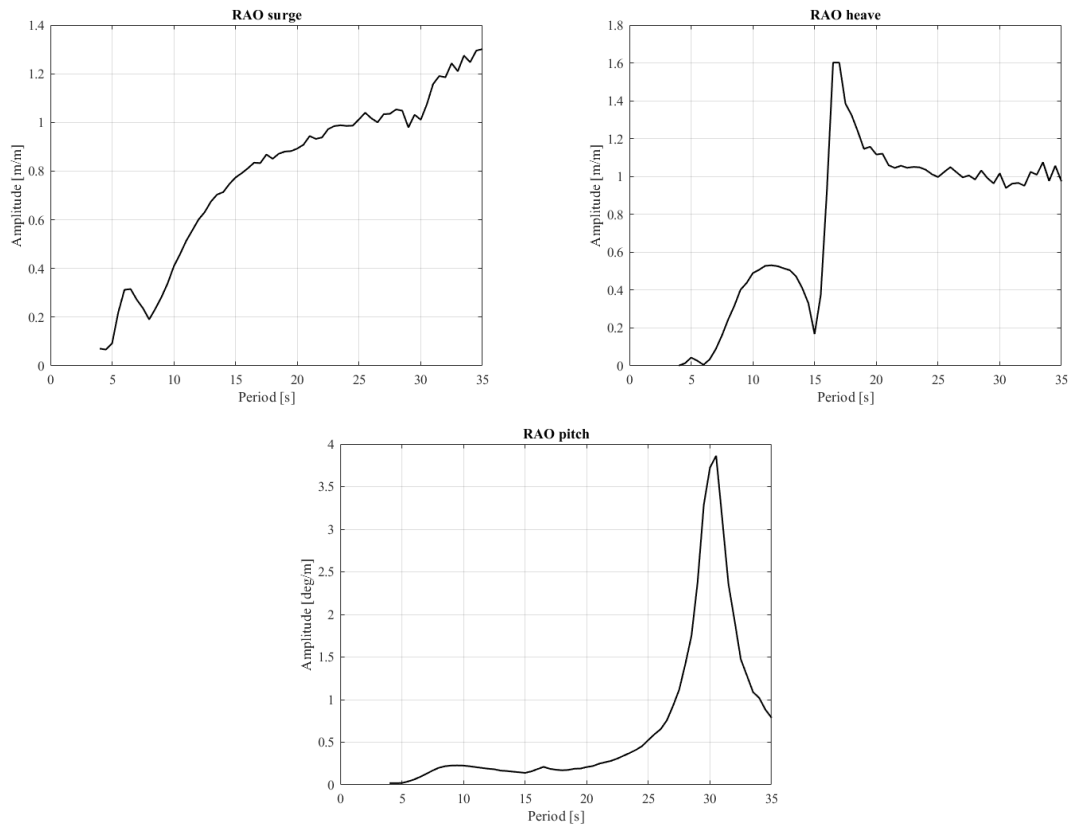 RAO surge
1.4
1.2
1
0.8
0.6
0.4
0.2
0
Amplitude [m/m]
0 5 10 15 20 25 30 35
Period [s]
RAO heave
1.8
1.6
1.4
1.2
1
0.8
0.6
0.4
0.2
0
Amplitude [m/m]
0 5 10 15 20 25 30 35
Period [s]
RAO pitch
4
3.5
3
2.5
2
1.5
1
0.5
0
Amplitude [deg/m]
0 5 10 15 20 25 30 35
Period [s]